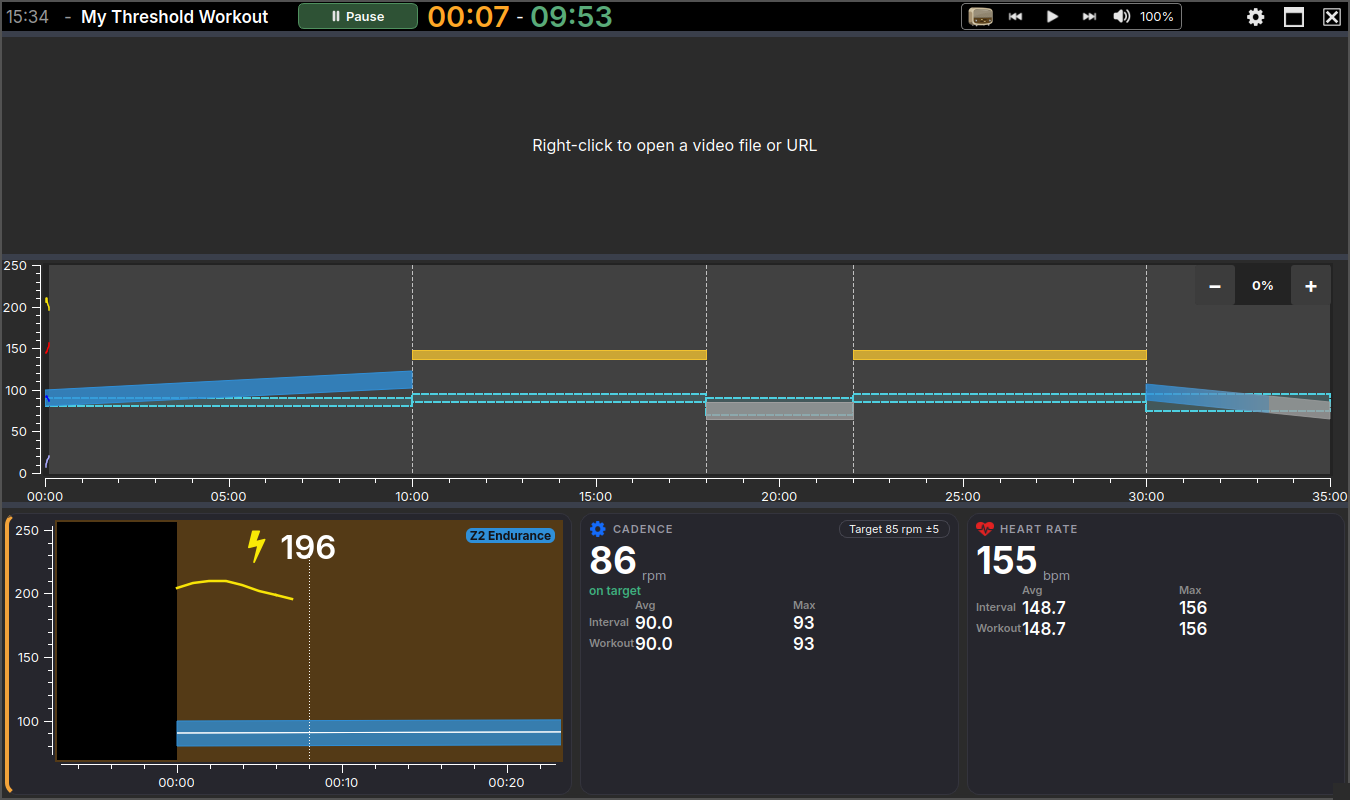 15:34 - My Threshold Workout Pause 00:07 - 09:53 100%
Right-click to open a video file or URL
250
200
150
100
50
0
− 0% +
00:00 05:00 10:00 15:00 20:00 25:00 30:00 35:00
250
200
150
100
196
Z2 Endurance
00:00 00:10 00:20
CADENCE Target 85 rpm ±5
86 rpm
on target
Avg Max
Interval 90.0 93
Workout 90.0 93
HEART RATE
155 bpm
Avg Max
Interval 148.7 156
Workout 148.7 156